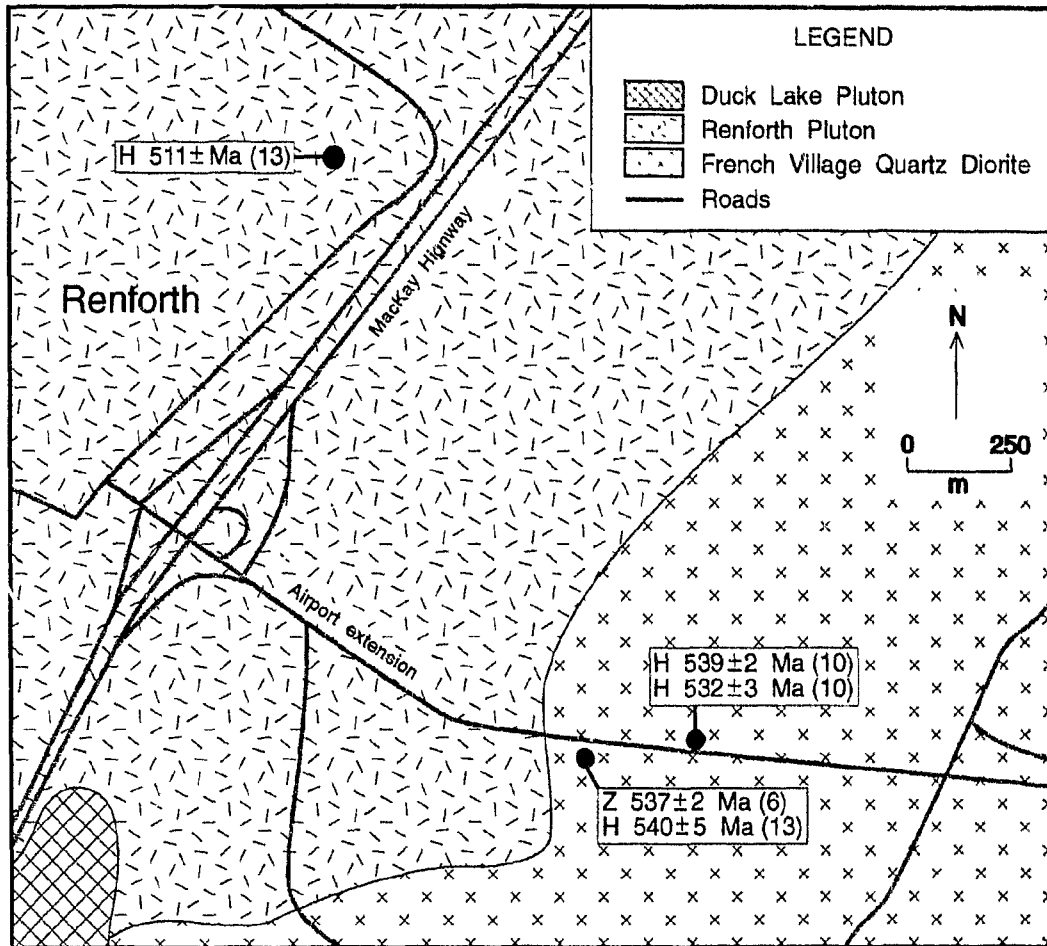 LEGEND
Duck Lake Pluton
Renforth Pluton
French Village Quartz Diorite
Roads
H 511± Ma (13)
Renforth
MacKay Highway
N
0 250
m
Airport extension
H 539±2 Ma (10)
H 532±3 Ma (10)
Z 537±2 Ma (6)
H 540±5 Ma (13)